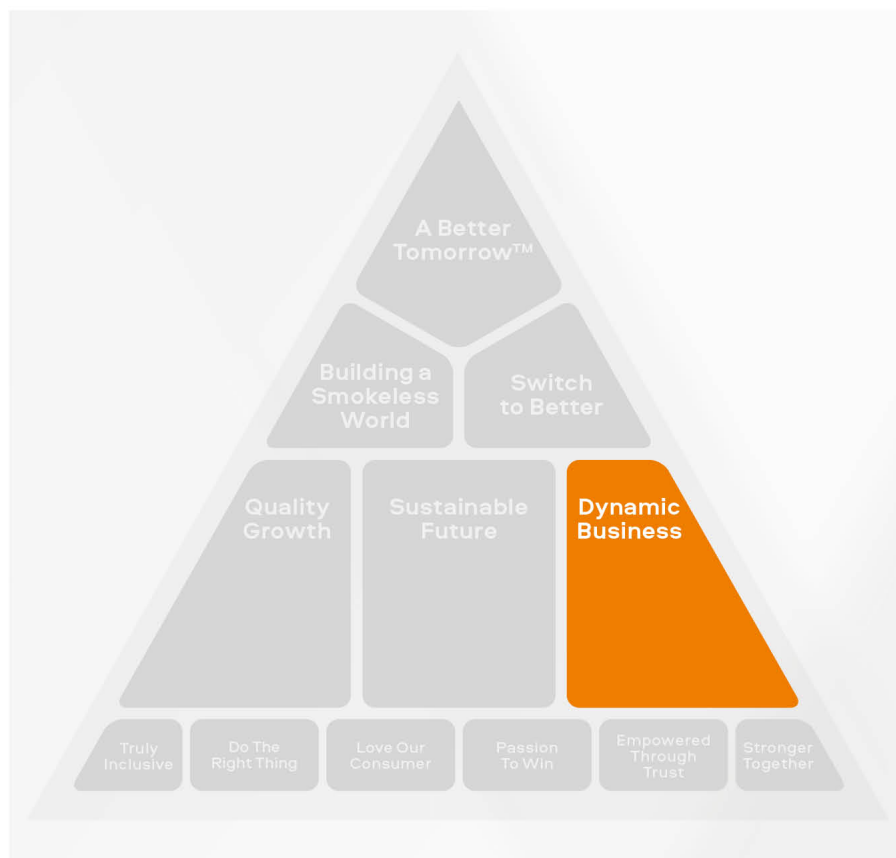 A Better
Tomorrow™
Building a
Smokeless
World
Switch
to Better
Quality
Growth
Sustainable
Future
Dynamic
Business
Truly
Inclusive
Do The
Right Thing
Love Our
Consumer
Passion
To Win
Empowered
Through
Trust
Stronger
Together